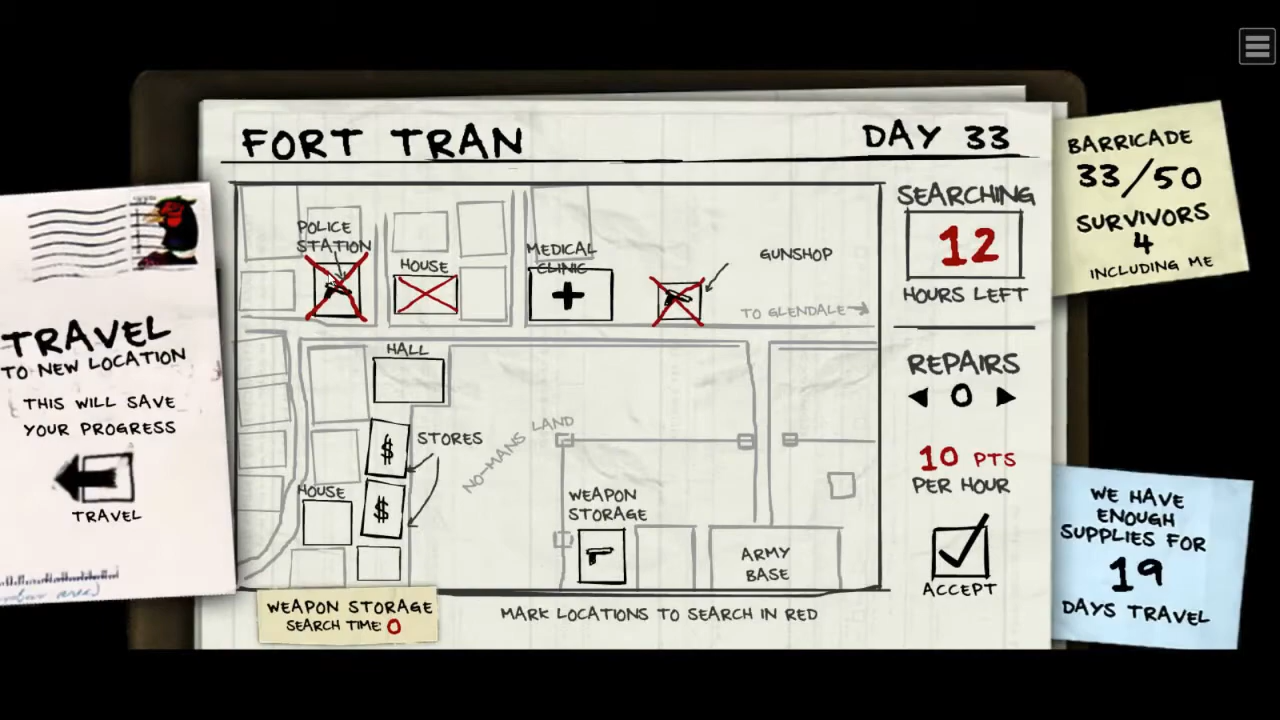 FORT TRAN
DAY 33
BARRICADE
33/50
SURVIVORS
4
INCLUDING ME
SEARCHING
12
HOURS LEFT
REPAIRS
0
10 PTS
PER HOUR
ACCEPT
WE HAVE
ENOUGH
SUPPLIES FOR
19
DAYS TRAVEL
TRAVEL
TO NEW LOCATION
THIS WILL SAVE
YOUR PROGRESS
TRAVEL
POLICE
STATION
HOUSE
MEDICAL
CLINIC
GUNSHOP
TO GLENDALE
HALL
$
STORES
$
NO-MANS LAND
HOUSE
WEAPON
STORAGE
ARMY
BASE
WEAPON STORAGE
SEARCH TIME: 0
MARK LOCATIONS TO SEARCH IN RED